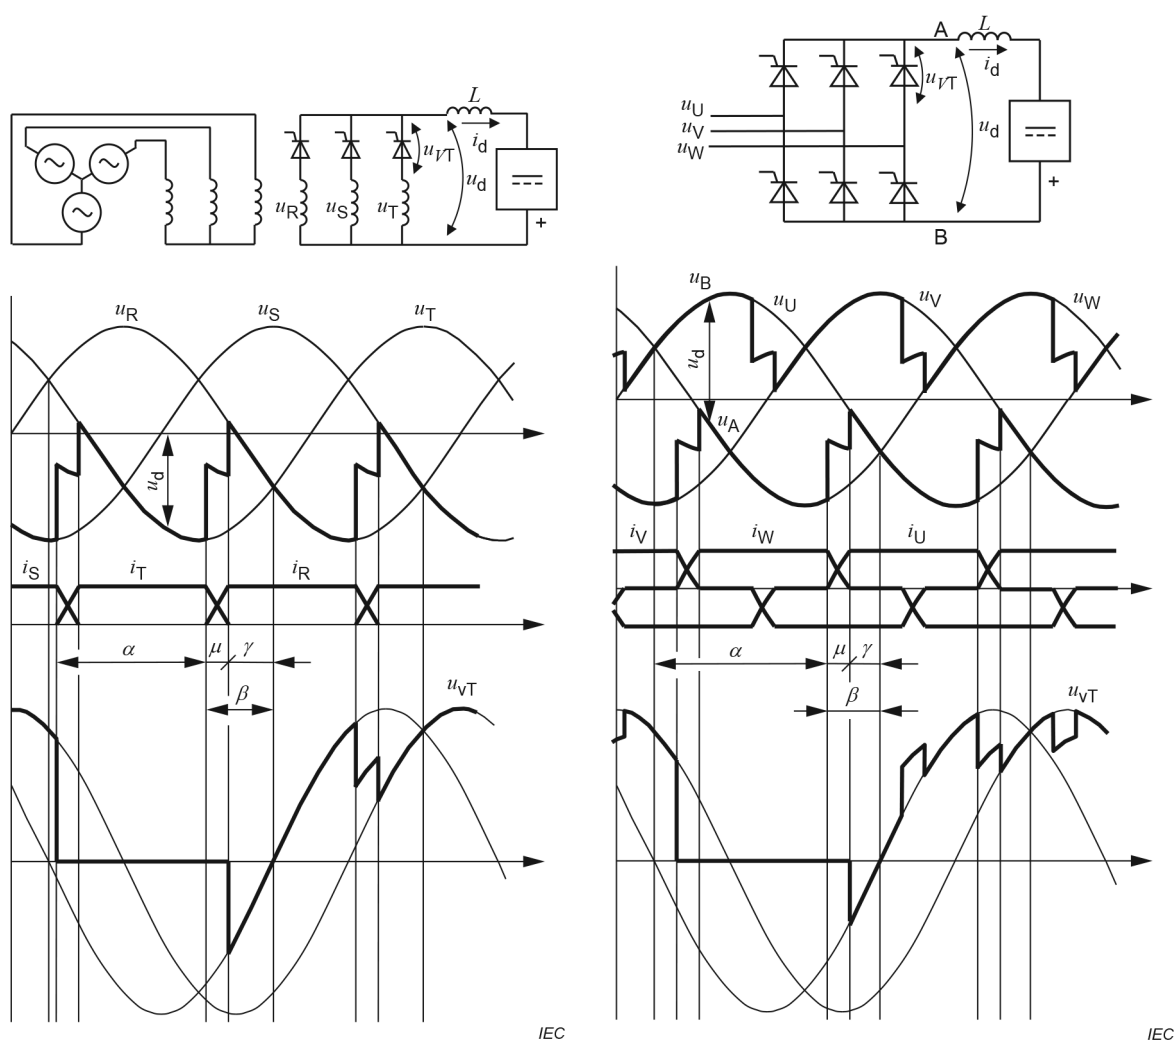 L
i_d
u_VT
u_d
u_R
u_S
u_T
+
A
L
i_d
u_VT
u_U
u_V
u_W
u_d
+
B
u_R
u_S
u_T
u_d
i_S
i_T
i_R
α
μ
γ
β
u_vT
IEC
u_B
u_U
u_V
u_W
u_d
u_A
i_V
i_W
i_U
α
μ
γ
β
u_vT
IEC